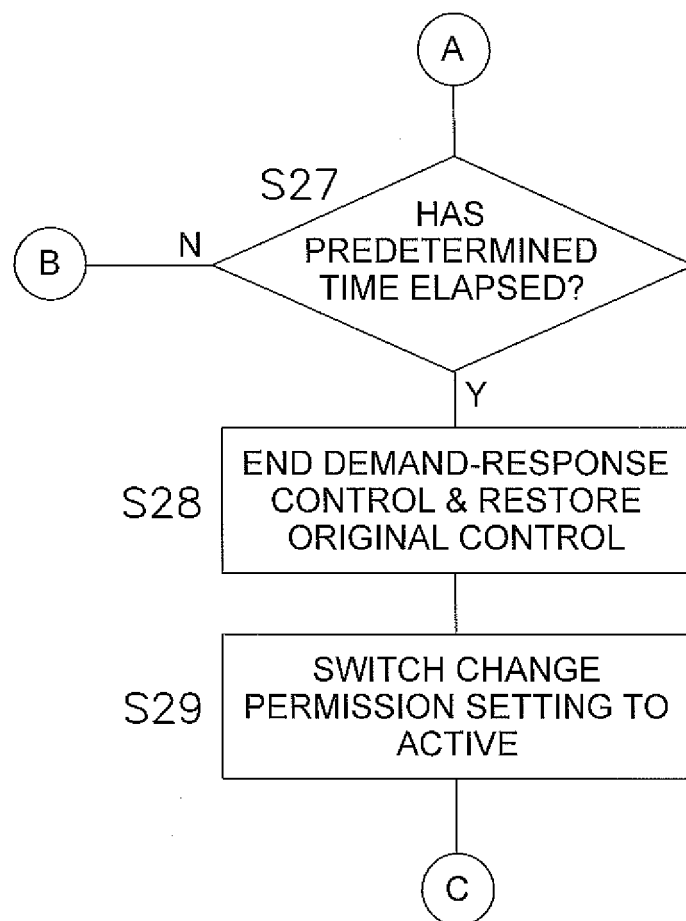 A
S27
HAS
PREDETERMINED
TIME ELAPSED?
N
B
Y
END DEMAND-RESPONSE
CONTROL & RESTORE
ORIGINAL CONTROL
S28
SWITCH CHANGE
PERMISSION SETTING TO
ACTIVE
S29
C